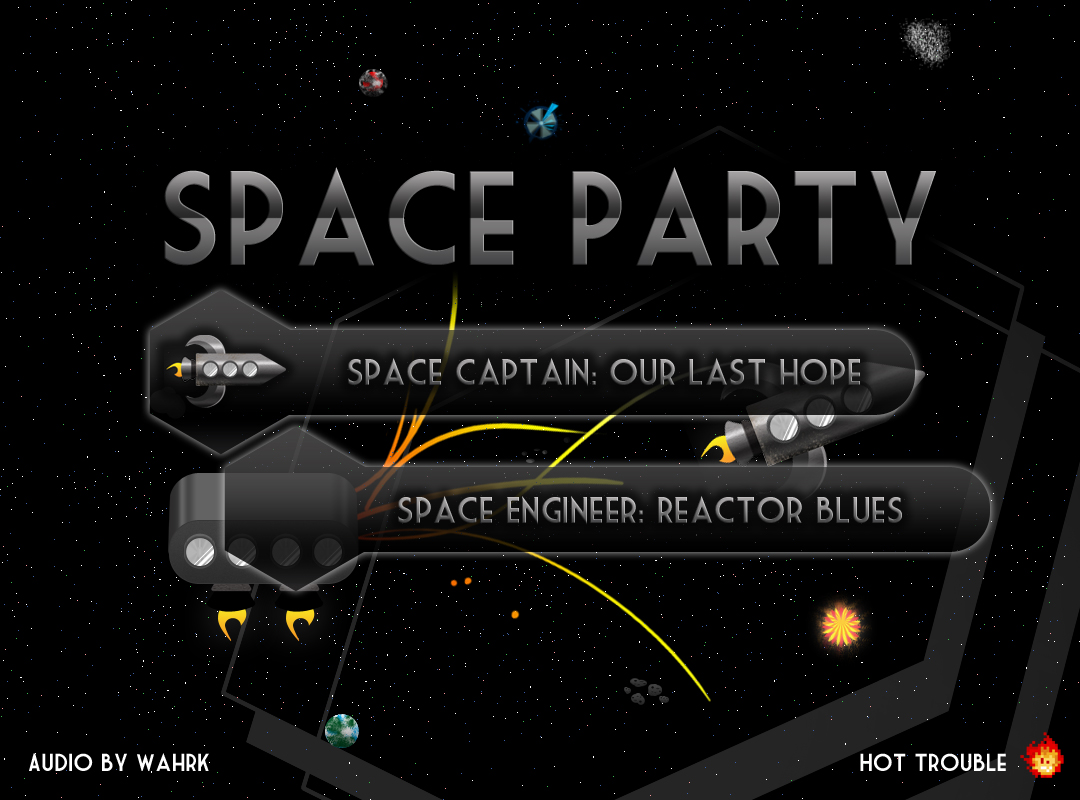 SPACE PARTY
SPACE CAPTAIN: OUR LAST HOPE
SPACE ENGINEER: REACTOR BLUES
AUDIO BY WAHRK
HOT TROUBLE